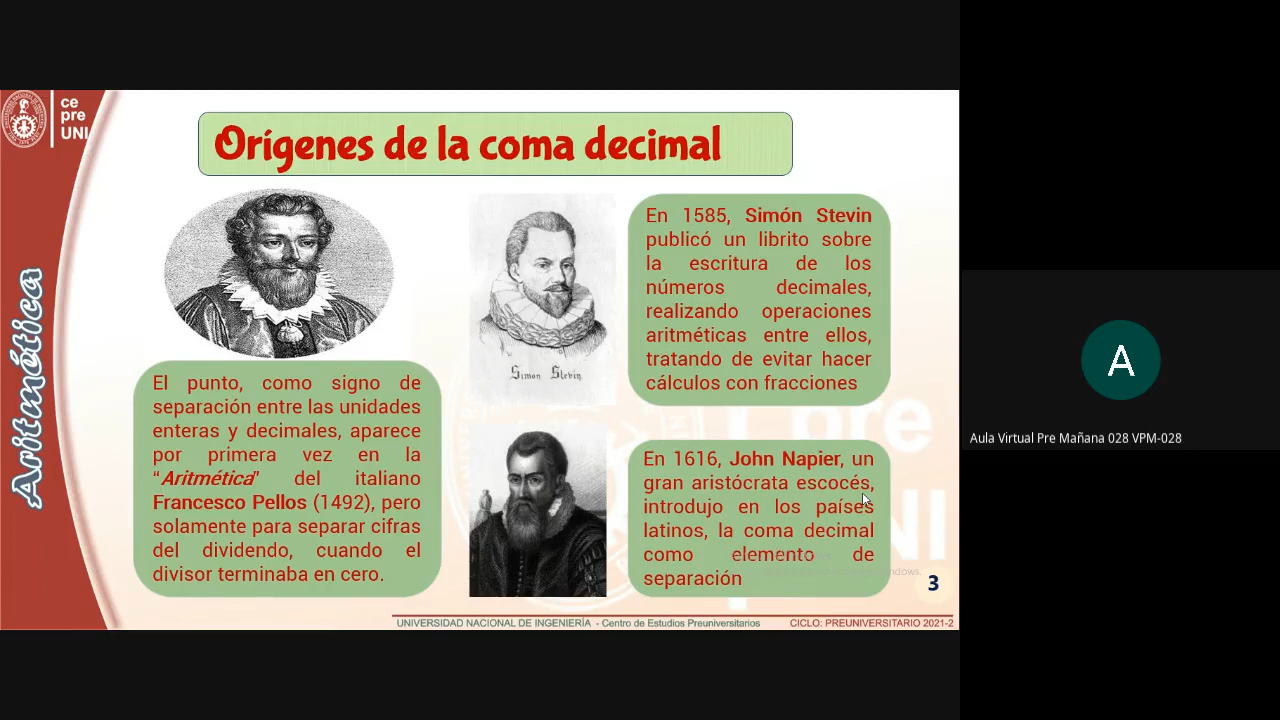 ce
pre
UNI
Orígenes de la coma decimal
Aritmética
El punto, como signo de
separación entre las unidades
enteras y decimales, aparece
por primera vez en la
“Aritmética” del italiano
Francesco Pellos (1492), pero
solamente para separar cifras
del dividendo, cuando el
divisor terminaba en cero.
Simon Stevin
En 1585, Simón Stevin
publicó un librito sobre
la escritura de los
números decimales,
realizando operaciones
aritméticas entre ellos,
tratando de evitar hacer
cálculos con fracciones
En 1616, John Napier, un
gran aristócrata escocés,
introdujo en los países
latinos, la coma decimal
como elemento de
separación
3
UNIVERSIDAD NACIONAL DE INGENIERÍA - Centro de Estudios Preuniversitarios CICLO: PREUNIVERSITARIO 2021-2
A
Aula Virtual Pre Mañana 028 VPM-028